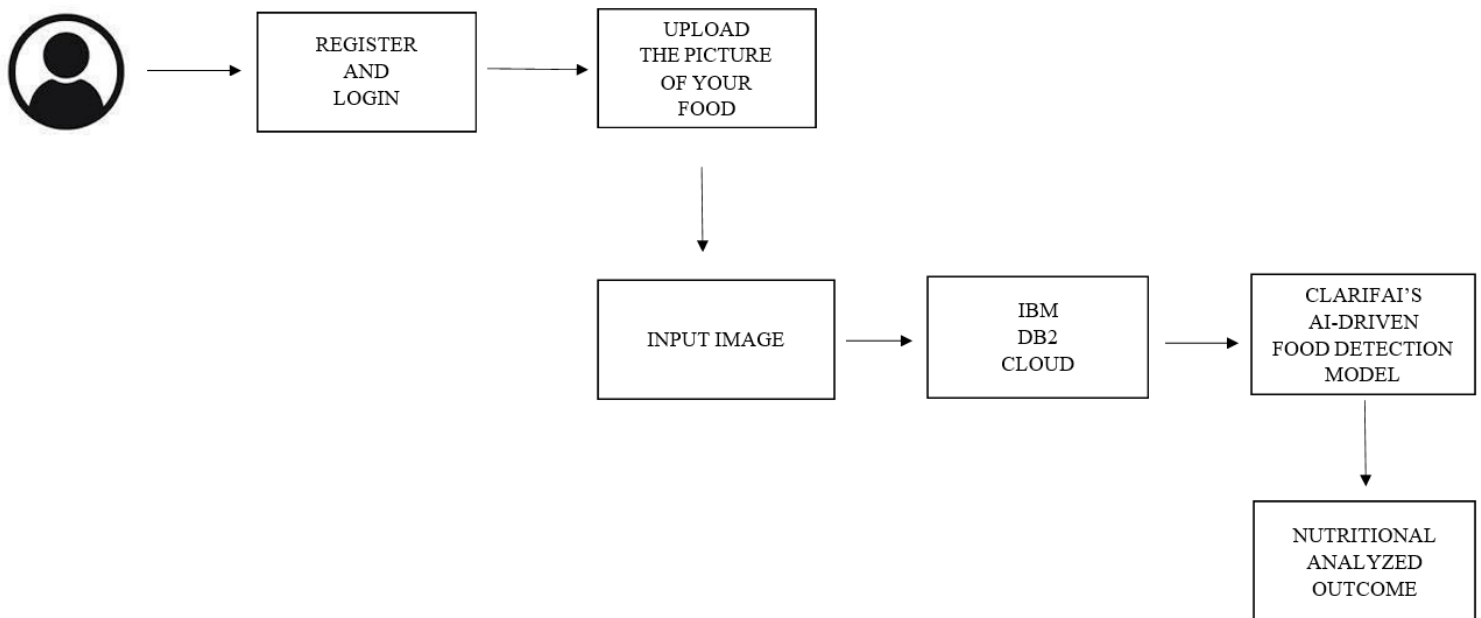 REGISTER
AND
LOGIN
UPLOAD
THE PICTURE
OF YOUR
FOOD
INPUT IMAGE
IBM
DB2
CLOUD
CLARIFAI'S
AI-DRIVEN
FOOD DETECTION
MODEL
NUTRITIONAL
ANALYZED
OUTCOME